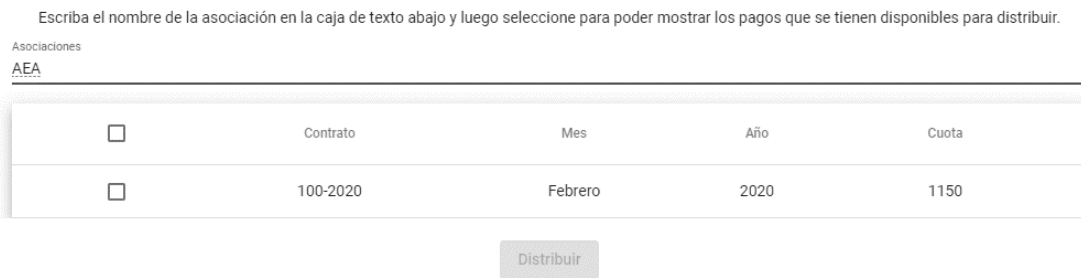 Escriba el nombre de la asociación en la caja de texto abajo y luego seleccione para poder mostrar los pagos que se tienen disponibles para distribuir.
Asociaciones
AEA
Contrato Mes Año Cuota
100-2020 Febrero 2020 1150
Distribuir